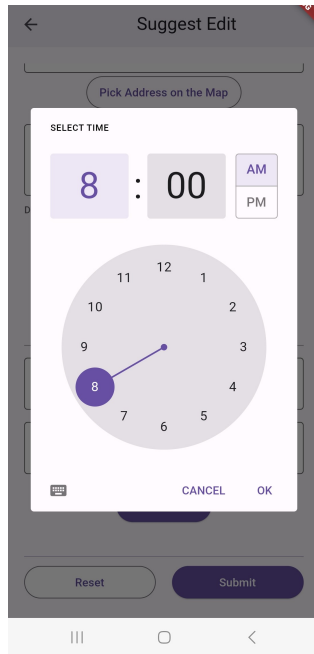 Suggest Edit
Pick Address on the Map
SELECT TIME
8 : 00
AM
PM
12
11 1
10 2
9 3
8 4
7 5
6
CANCEL OK
Reset Submit